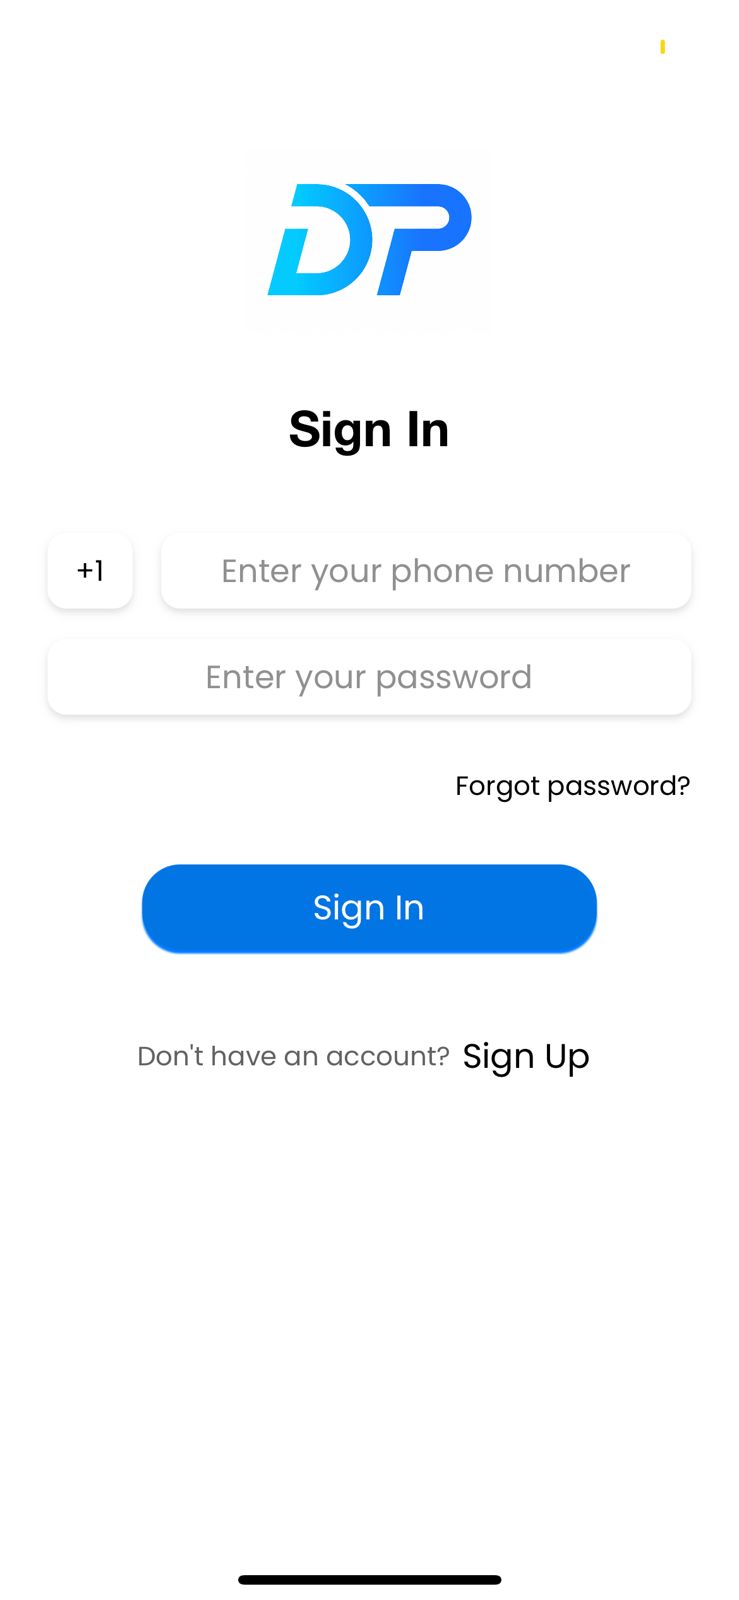 DP
Sign In
+1
Enter your phone number
Enter your password
Forgot password?
Sign In
Don't have an account? Sign Up